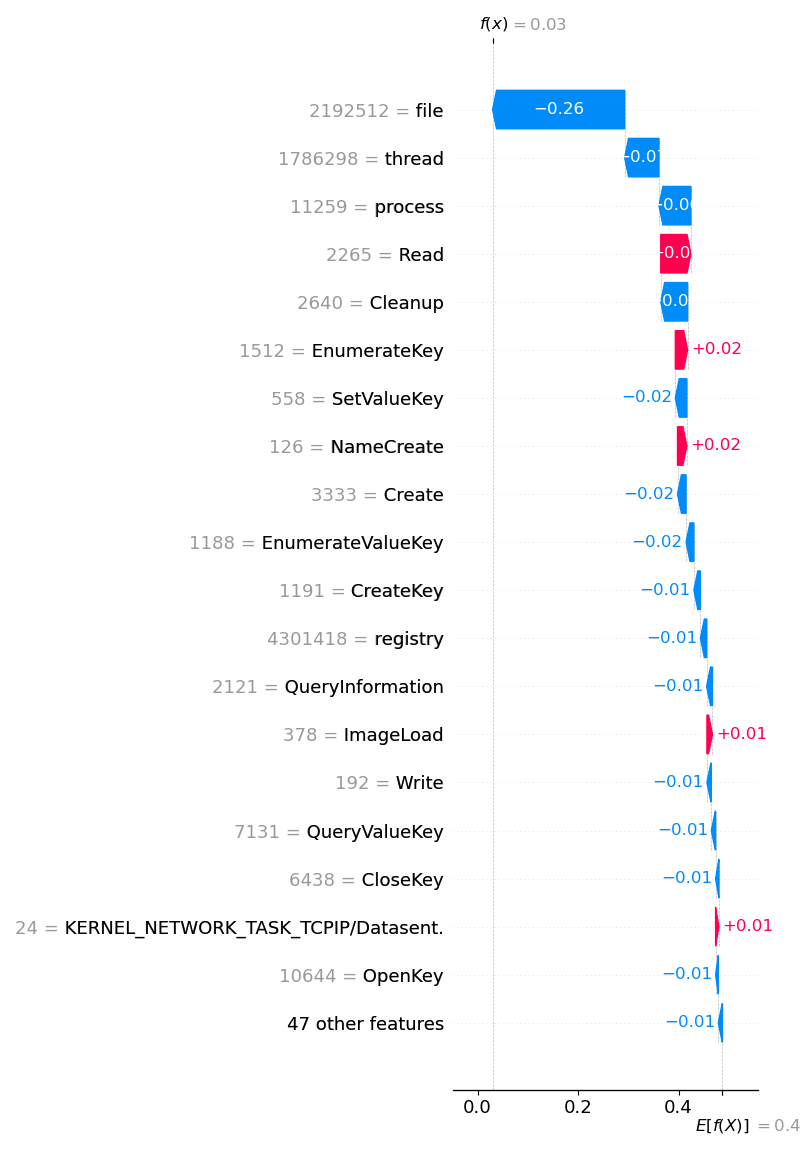 f(x) = 0.03
2192512 = file
−0.26
1786298 = thread
11259 = process
2265 = Read
2640 = Cleanup
1512 = EnumerateKey
+0.02
558 = SetValueKey
−0.02
126 = NameCreate
+0.02
3333 = Create
−0.02
1188 = EnumerateValueKey
−0.02
1191 = CreateKey
−0.01
4301418 = registry
−0.01
2121 = QueryInformation
−0.01
378 = ImageLoad
+0.01
192 = Write
−0.01
7131 = QueryValueKey
−0.01
6438 = CloseKey
−0.01
24 = KERNEL_NETWORK_TASK_TCPIP/Datasent.
+0.01
10644 = OpenKey
−0.01
47 other features
−0.01
0.0 0.2 0.4
E[f(X)] = 0.4